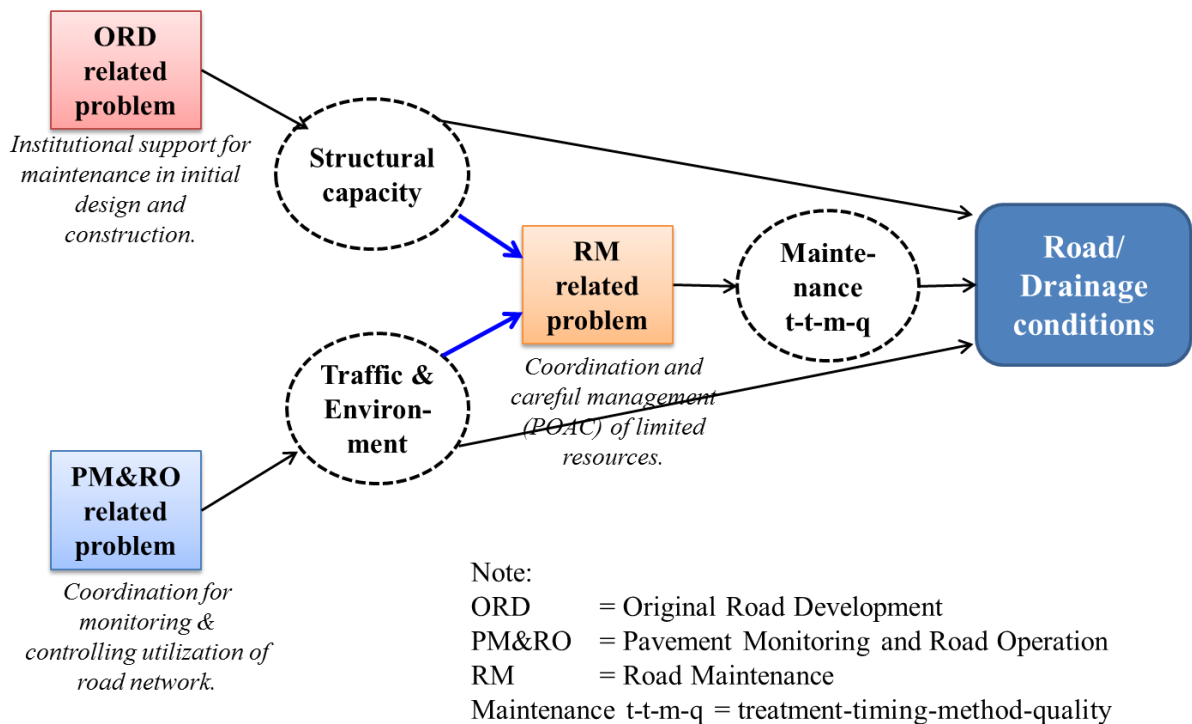 ORD
related
problem
Institutional support for
maintenance in initial
design and
construction.
Structural
capacity
RM
related
problem
Coordination and
careful management
(POAC) of limited
resources.
Mainte-
nance
t-t-m-q
Road/
Drainage
conditions
Traffic &
Environ-
ment
PM&RO
related
problem
Coordination for
monitoring &
controlling utilization of
road network.
Note:
ORD = Original Road Development
PM&RO = Pavement Monitoring and Road Operation
RM = Road Maintenance
Maintenance t-t-m-q = treatment-timing-method-quality